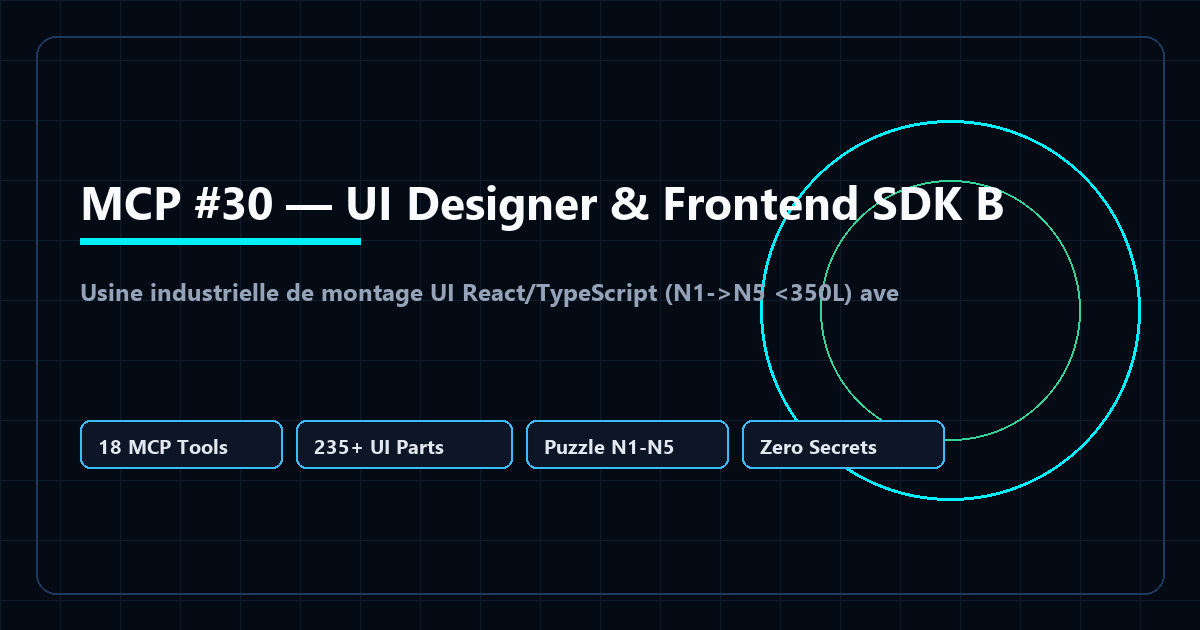 MCP #30 — UI Designer & Frontend SDK B
Usine industrielle de montage UI React/TypeScript (N1->N5 <350L) ave
18 MCP Tools
235+ UI Parts
Puzzle N1-N5
Zero Secrets